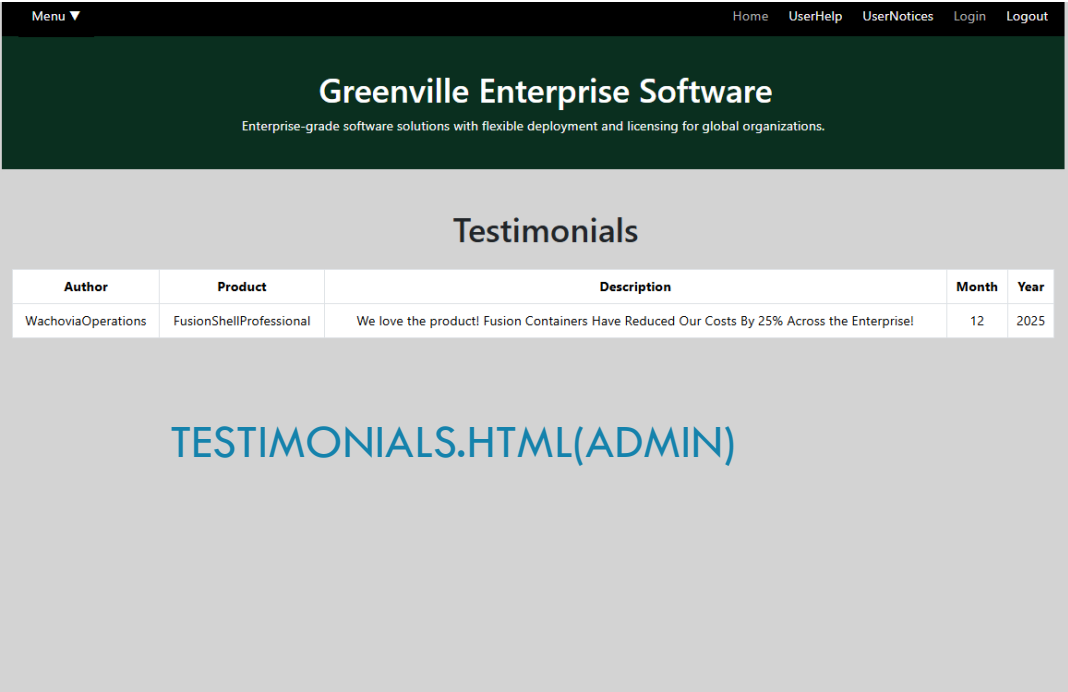 Menu ▼ Home UserHelp UserNotices Login Logout
Greenville Enterprise Software
Enterprise-grade software solutions with flexible deployment and licensing for global organizations.
Testimonials
Author Product Description Month Year
WachoviaOperations FusionShellProfessional We love the product! Fusion Containers Have Reduced Our Costs By 25% Across the Enterprise! 12 2025
TESTIMONIALS.HTML(ADMIN)